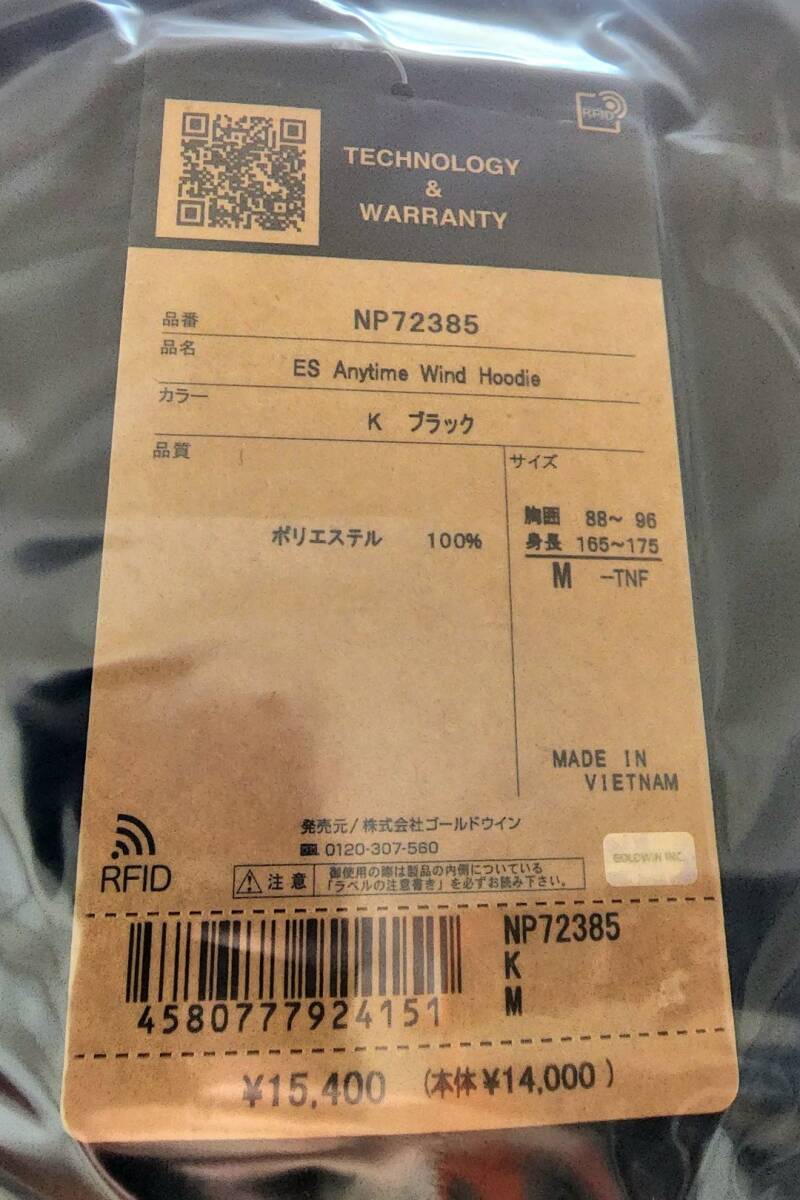 RFID
TECHNOLOGY
&
WARRANTY
品番 NP72385
品名 ES Anytime Wind Hoodie
カラー K ブラック
品質
ポリエステル 100%
サイズ
胸囲 88~ 96
身長 165~175
M -TNF
MADE IN
VIETNAM
発売元/株式会社ゴールドウイン
0120-307-560
RFID
注意
御使用の際は製品の内側についている
「ラベルの注意書き」を必ずお読み下さい。
GOLDWIN INC.
4580777924151
NP72385
K
M
¥15,400 (本体¥14,000)